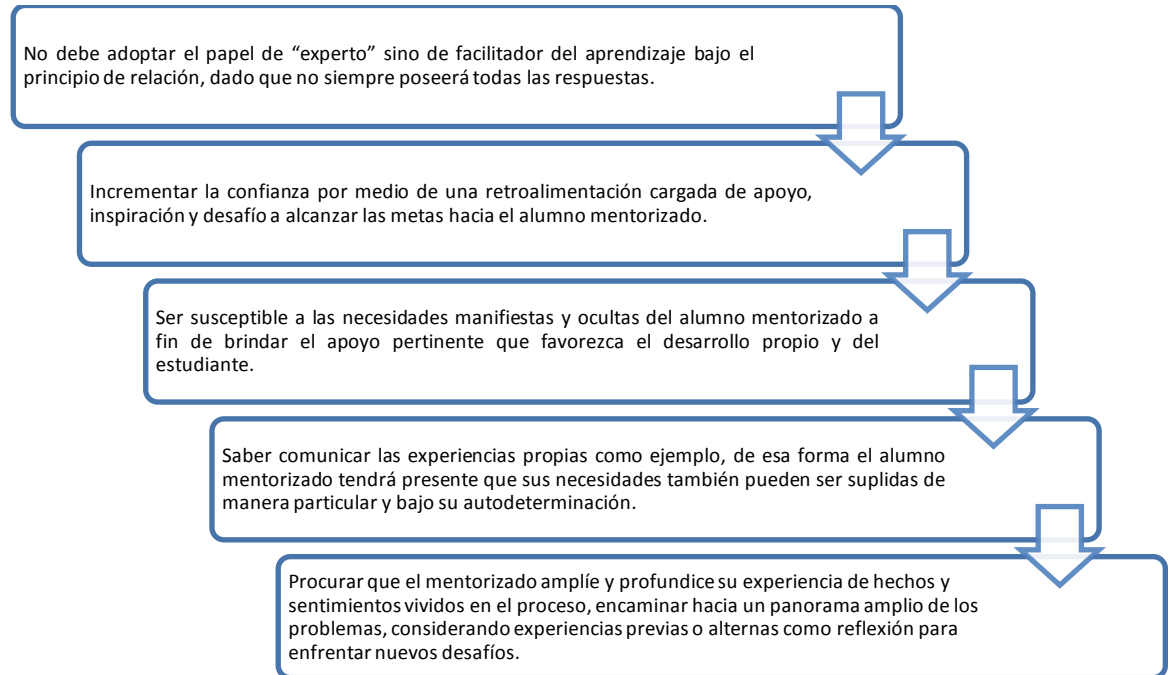 No debe adoptar el papel de “experto” sino de facilitador del aprendizaje bajo el
principio de relación, dado que no siempre poseerá todas las respuestas.
Incrementar la confianza por medio de una retroalimentación cargada de apoyo,
inspiración y desafío a alcanzar las metas hacia el alumno mentorizado.
Ser susceptible a las necesidades manifiestas y ocultas del alumno mentorizado a
fin de brindar el apoyo pertinente que favorezca el desarrollo propio y del
estudiante.
Saber comunicar las experiencias propias como ejemplo, de esa forma el alumno
mentorizado tendrá presente que sus necesidades también pueden ser suplidas de
manera particular y bajo su autodeterminación.
Procurar que el mentorizado amplíe y profundice su experiencia de hechos y
sentimientos vividos en el proceso, encaminar hacia un panorama amplio de los
problemas, considerando experiencias previas o alternas como reflexión para
enfrentar nuevos desafíos.